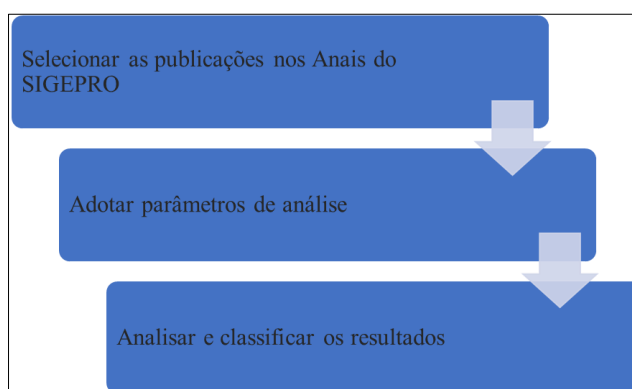 Selecionar as publicações nos Anais do
SIGEPRO
Adotar parâmetros de análise
Analisar e classificar os resultados